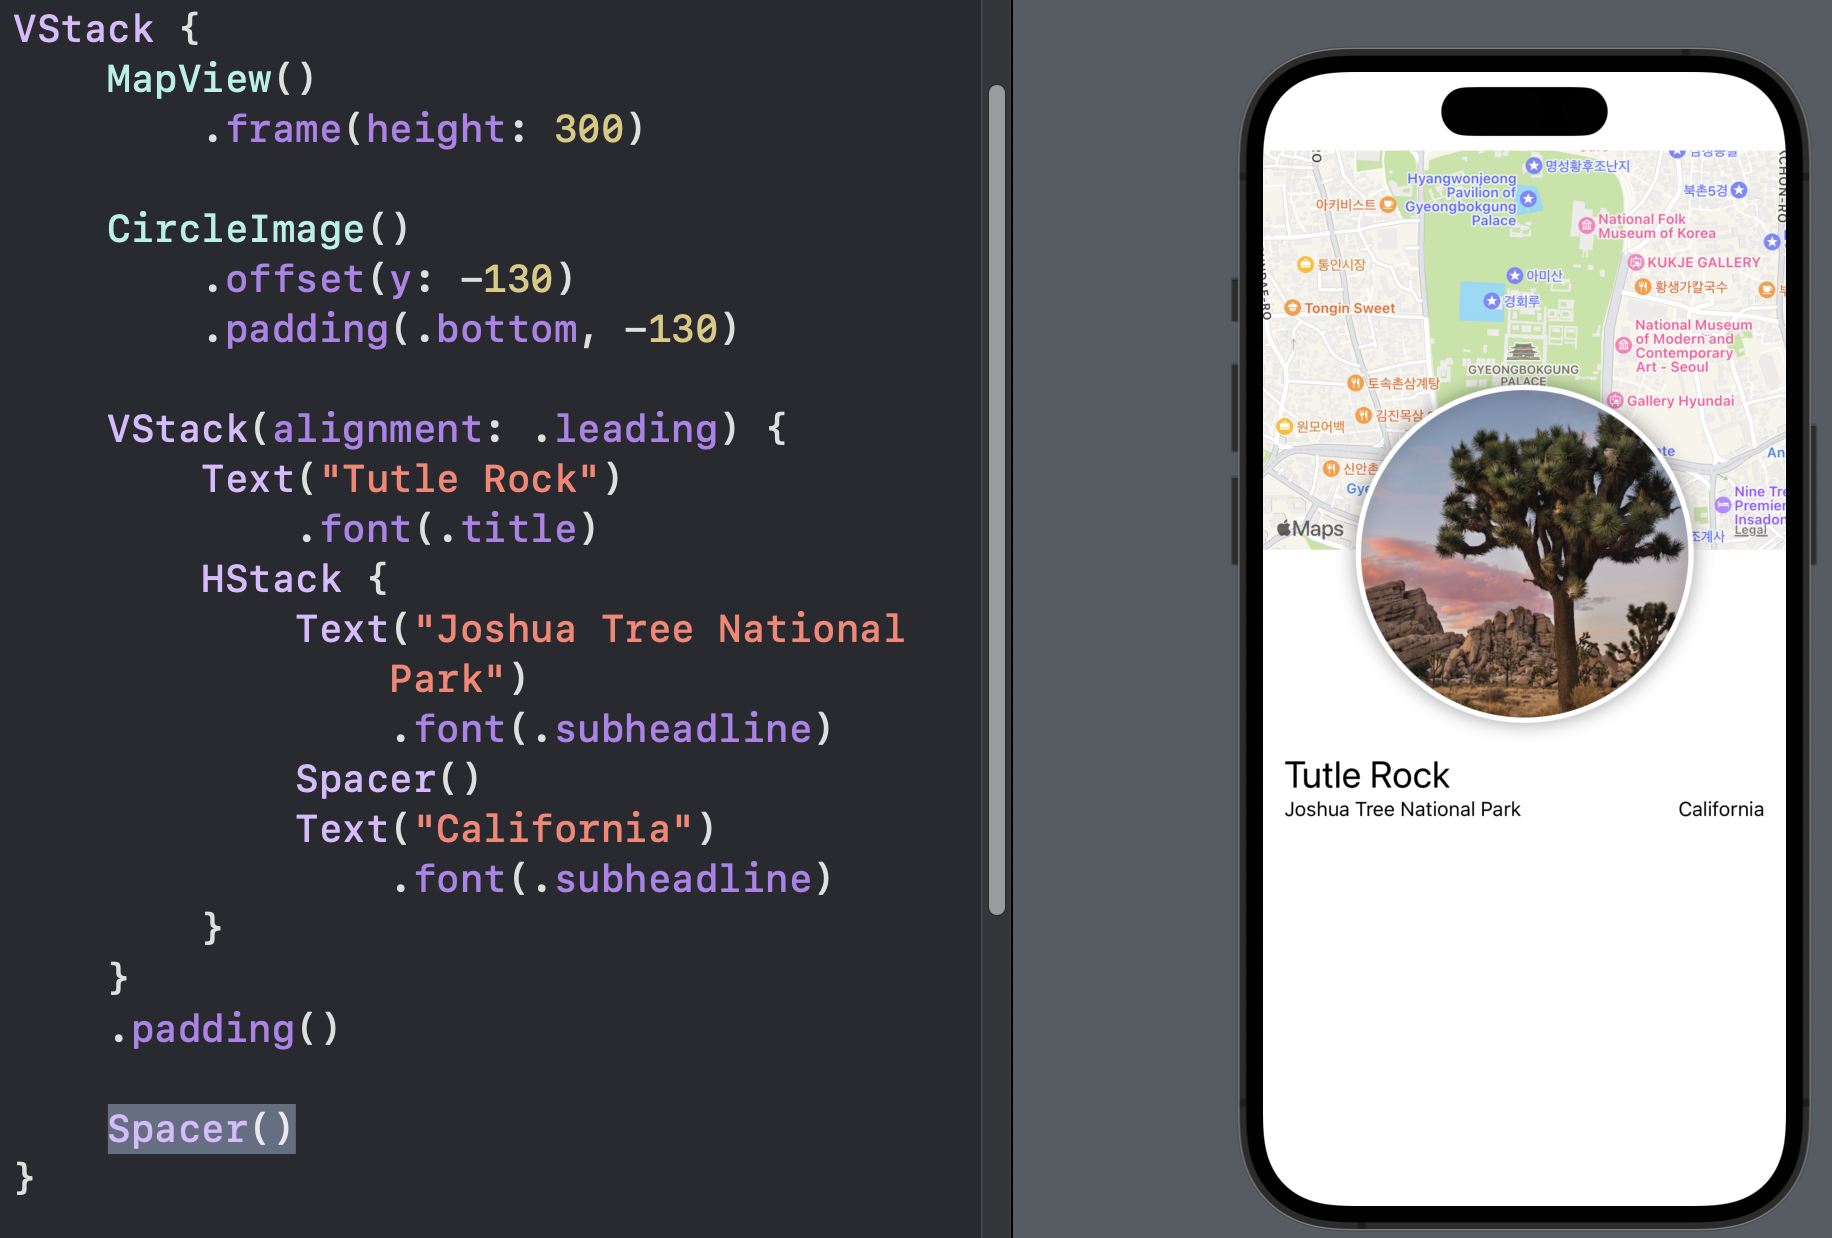 VStack {
MapView()
.frame(height: 300)
CircleImage()
.offset(y: -130)
.padding(.bottom, -130)
VStack(alignment: .leading) {
Text("Tutle Rock")
.font(.title)
HStack {
Text("Joshua Tree National
Park")
.font(.subheadline)
Spacer()
Text("California")
.font(.subheadline)
}
}
.padding()
Spacer()
}
명성황후조난지
Hyangwonjeong
Pavilion of
Gyeongbokgung
Palace
북촌5경
아키비스트
National Folk
Museum of Korea
통인시장
KUKJE GALLERY
아미산
황생가칼국수
경회루
Tongin Sweet
National Museum
of Modern and
Contemporary
Art - Seoul
GYEONGBOKGUNG
PALACE
토속촌삼계탕
Gallery Hyundai
김진목삼
원모어백
신안촌
Gye
An
Nine Tre
Premier
Insadon
Maps
Legal
조계사
Tutle Rock
Joshua Tree National Park
California